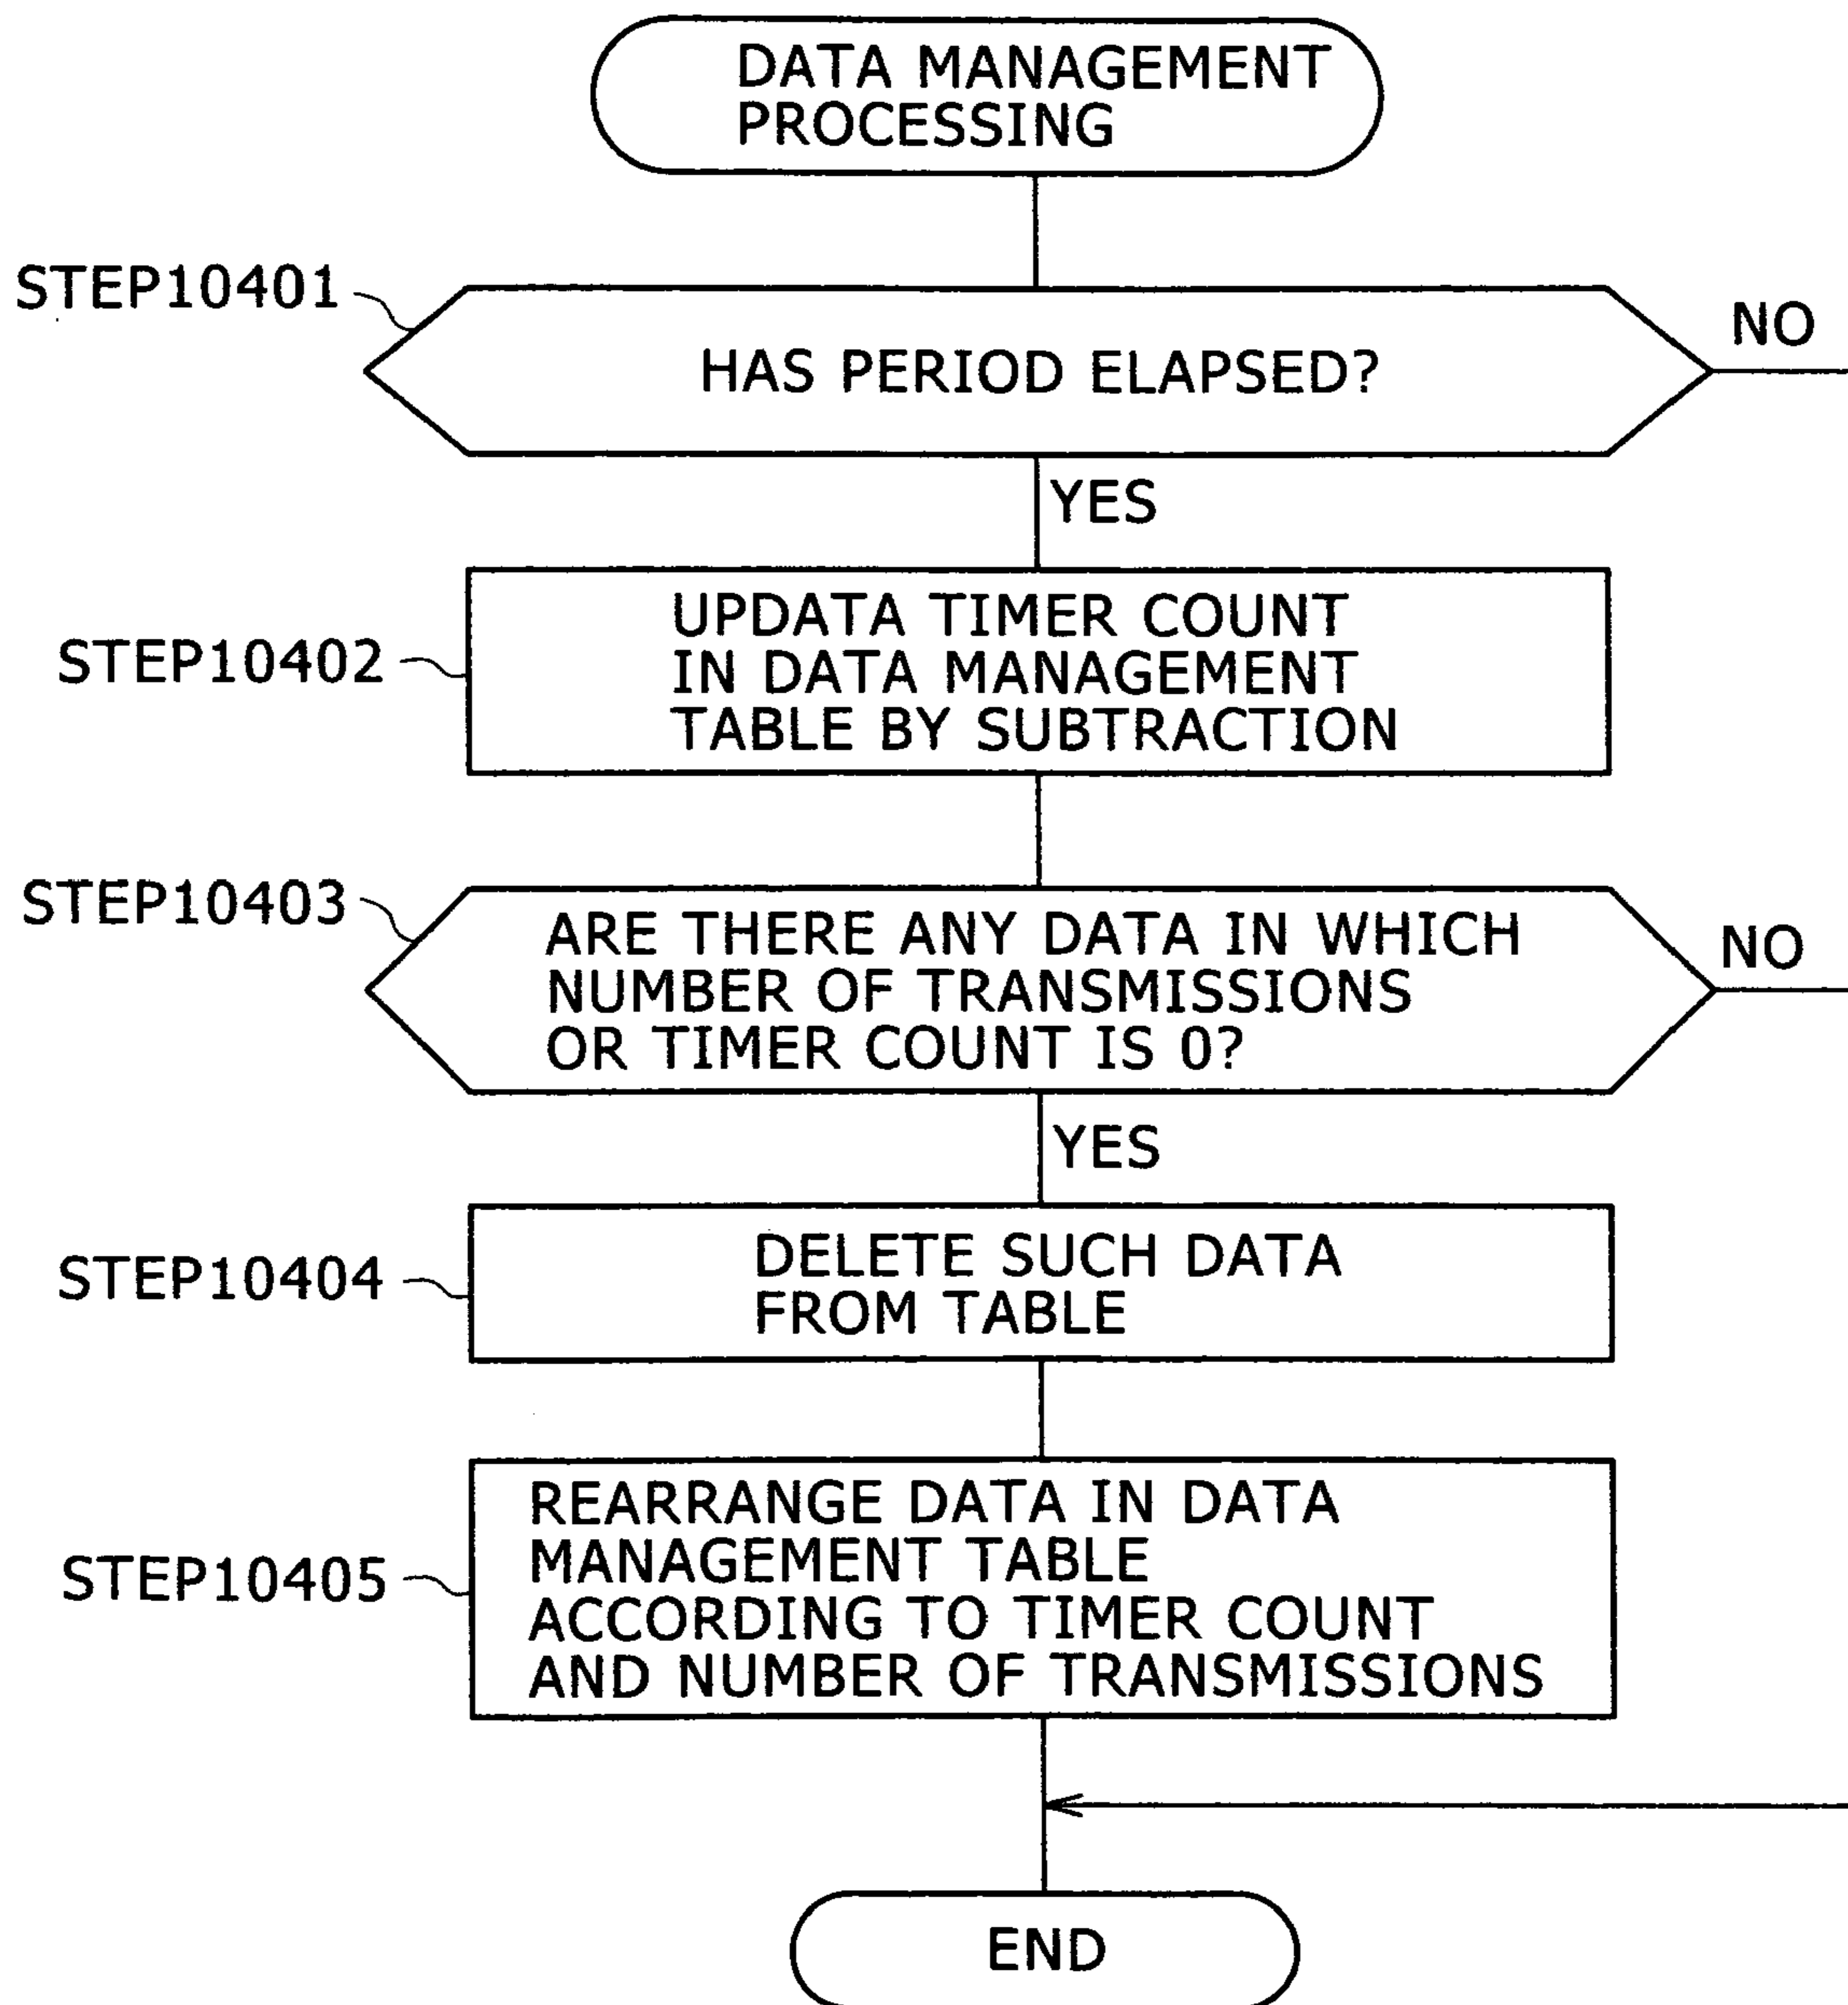 DATA MANAGEMENT
PROCESSING
STEP10401
HAS PERIOD ELAPSED?
NO
YES
STEP10402
UPDATA TIMER COUNT
IN DATA MANAGEMENT
TABLE BY SUBTRACTION
STEP10403
ARE THERE ANY DATA IN WHICH
NUMBER OF TRANSMISSIONS
OR TIMER COUNT IS 0?
NO
YES
STEP10404
DELETE SUCH DATA
FROM TABLE
STEP10405
REARRANGE DATA IN DATA
MANAGEMENT TABLE
ACCORDING TO TIMER COUNT
AND NUMBER OF TRANSMISSIONS
END